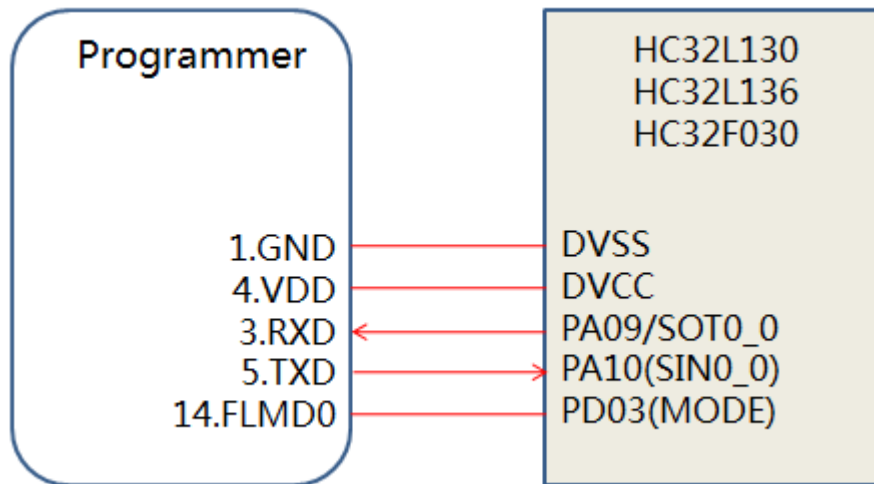 Programmer
1.GND
4.VDD
3.RXD
5.TXD
14.FLMD0
HC32L130
HC32L136
HC32F030
DVSS
DVCC
PA09/SOT0_0
PA10(SIN0_0)
PD03(MODE)